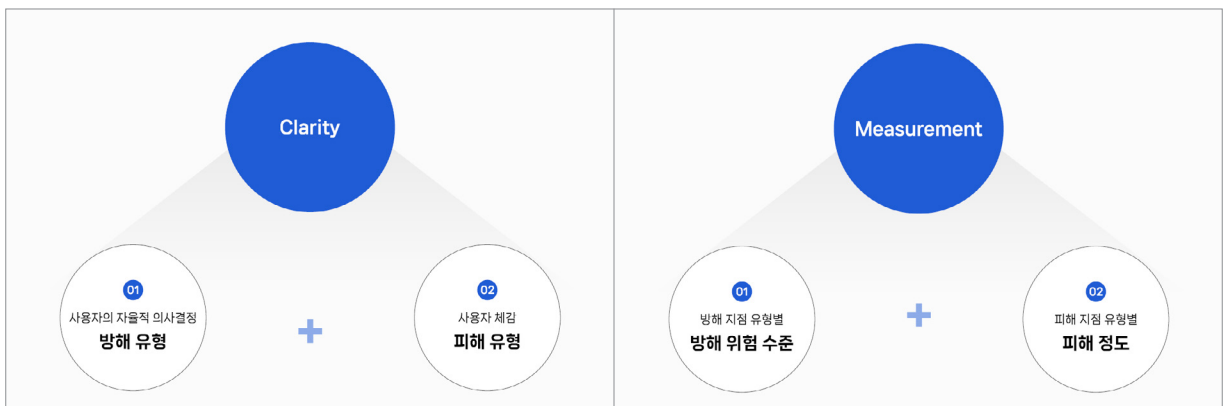 Clarity
01
사용자의 자율적 의사결정
방해 유형
+
02
사용자 체감
피해 유형
Measurement
01
방해 지점 유형별
방해 위험 수준
+
02
피해 지점 유형별
피해 정도